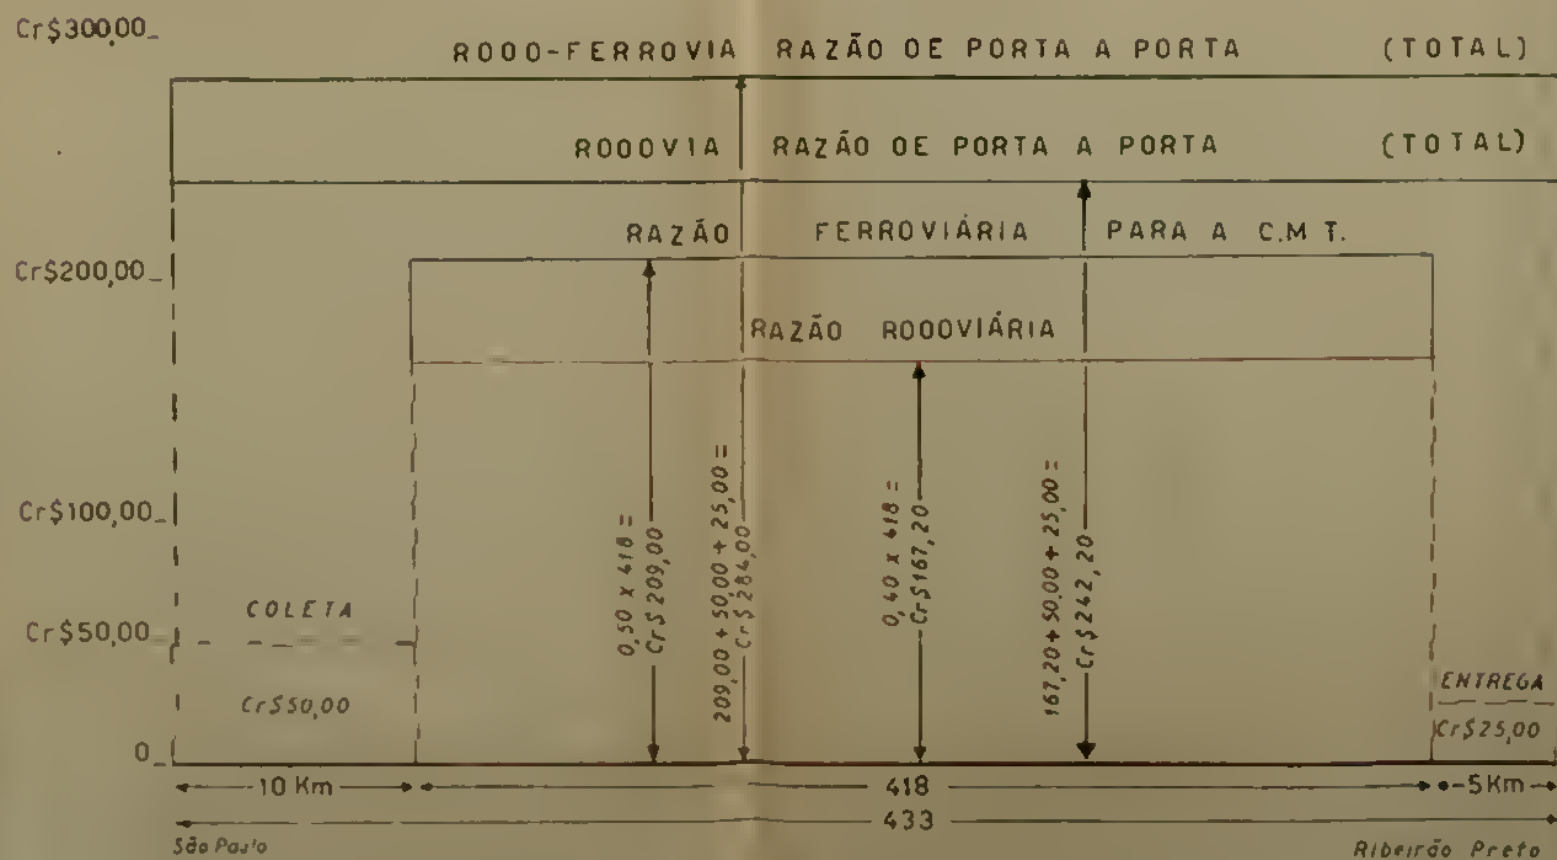 Cr$300,00
RODO-FERROVIA RAZÃO DE PORTA A PORTA (TOTAL)
RODOVIA RAZÃO DE PORTA A PORTA (TOTAL)
RAZÃO FERROVIÁRIA PARA A C.M T.
Cr$200,00
RAZÃO RODOVIÁRIA
Cr$100,00
0,50 x 418 =
Cr$209,00
209,00 + 50,00 + 25,00 =
Cr$284,00
0,40 x 418 =
Cr$167,20
167,20 + 50,00 + 25,00 =
Cr$242,20
COLETA
Cr$50,00
Cr$50,00
ENTREGA
Cr$25,00
0
10 Km 418 5Km
433
São Paulo Ribeirão Preto